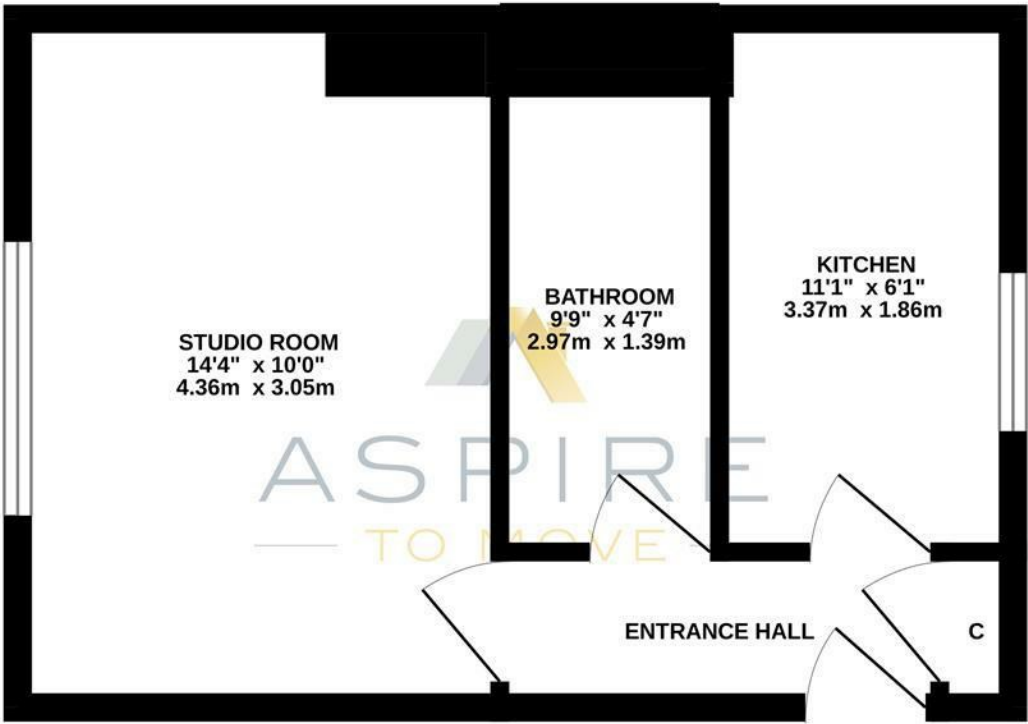 STUDIO ROOM
14'4" x 10'0"
4.36m x 3.05m
BATHROOM
9'9" x 4'7"
2.97m x 1.39m
KITCHEN
11'1" x 6'1"
3.37m x 1.86m
ASPIRE
TO MOVE
ENTRANCE HALL
C